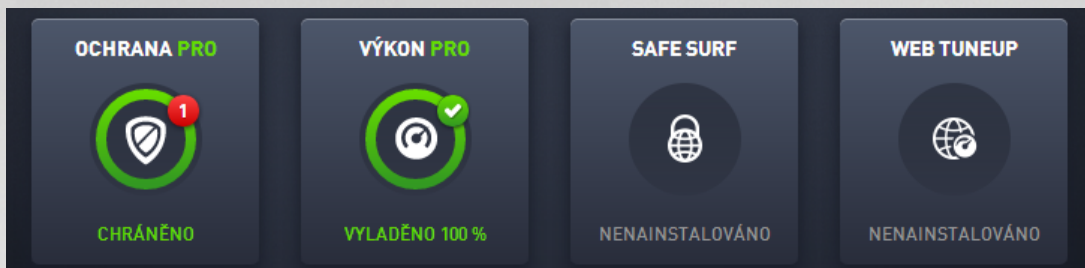 OCHRANA PRO
1
CHRÁNĚNO
VÝKON PRO
VYLADĚNO 100 %
SAFE SURF
NENAINSTALOVÁNO
WEB TUNEUP
NENAINSTALOVÁNO